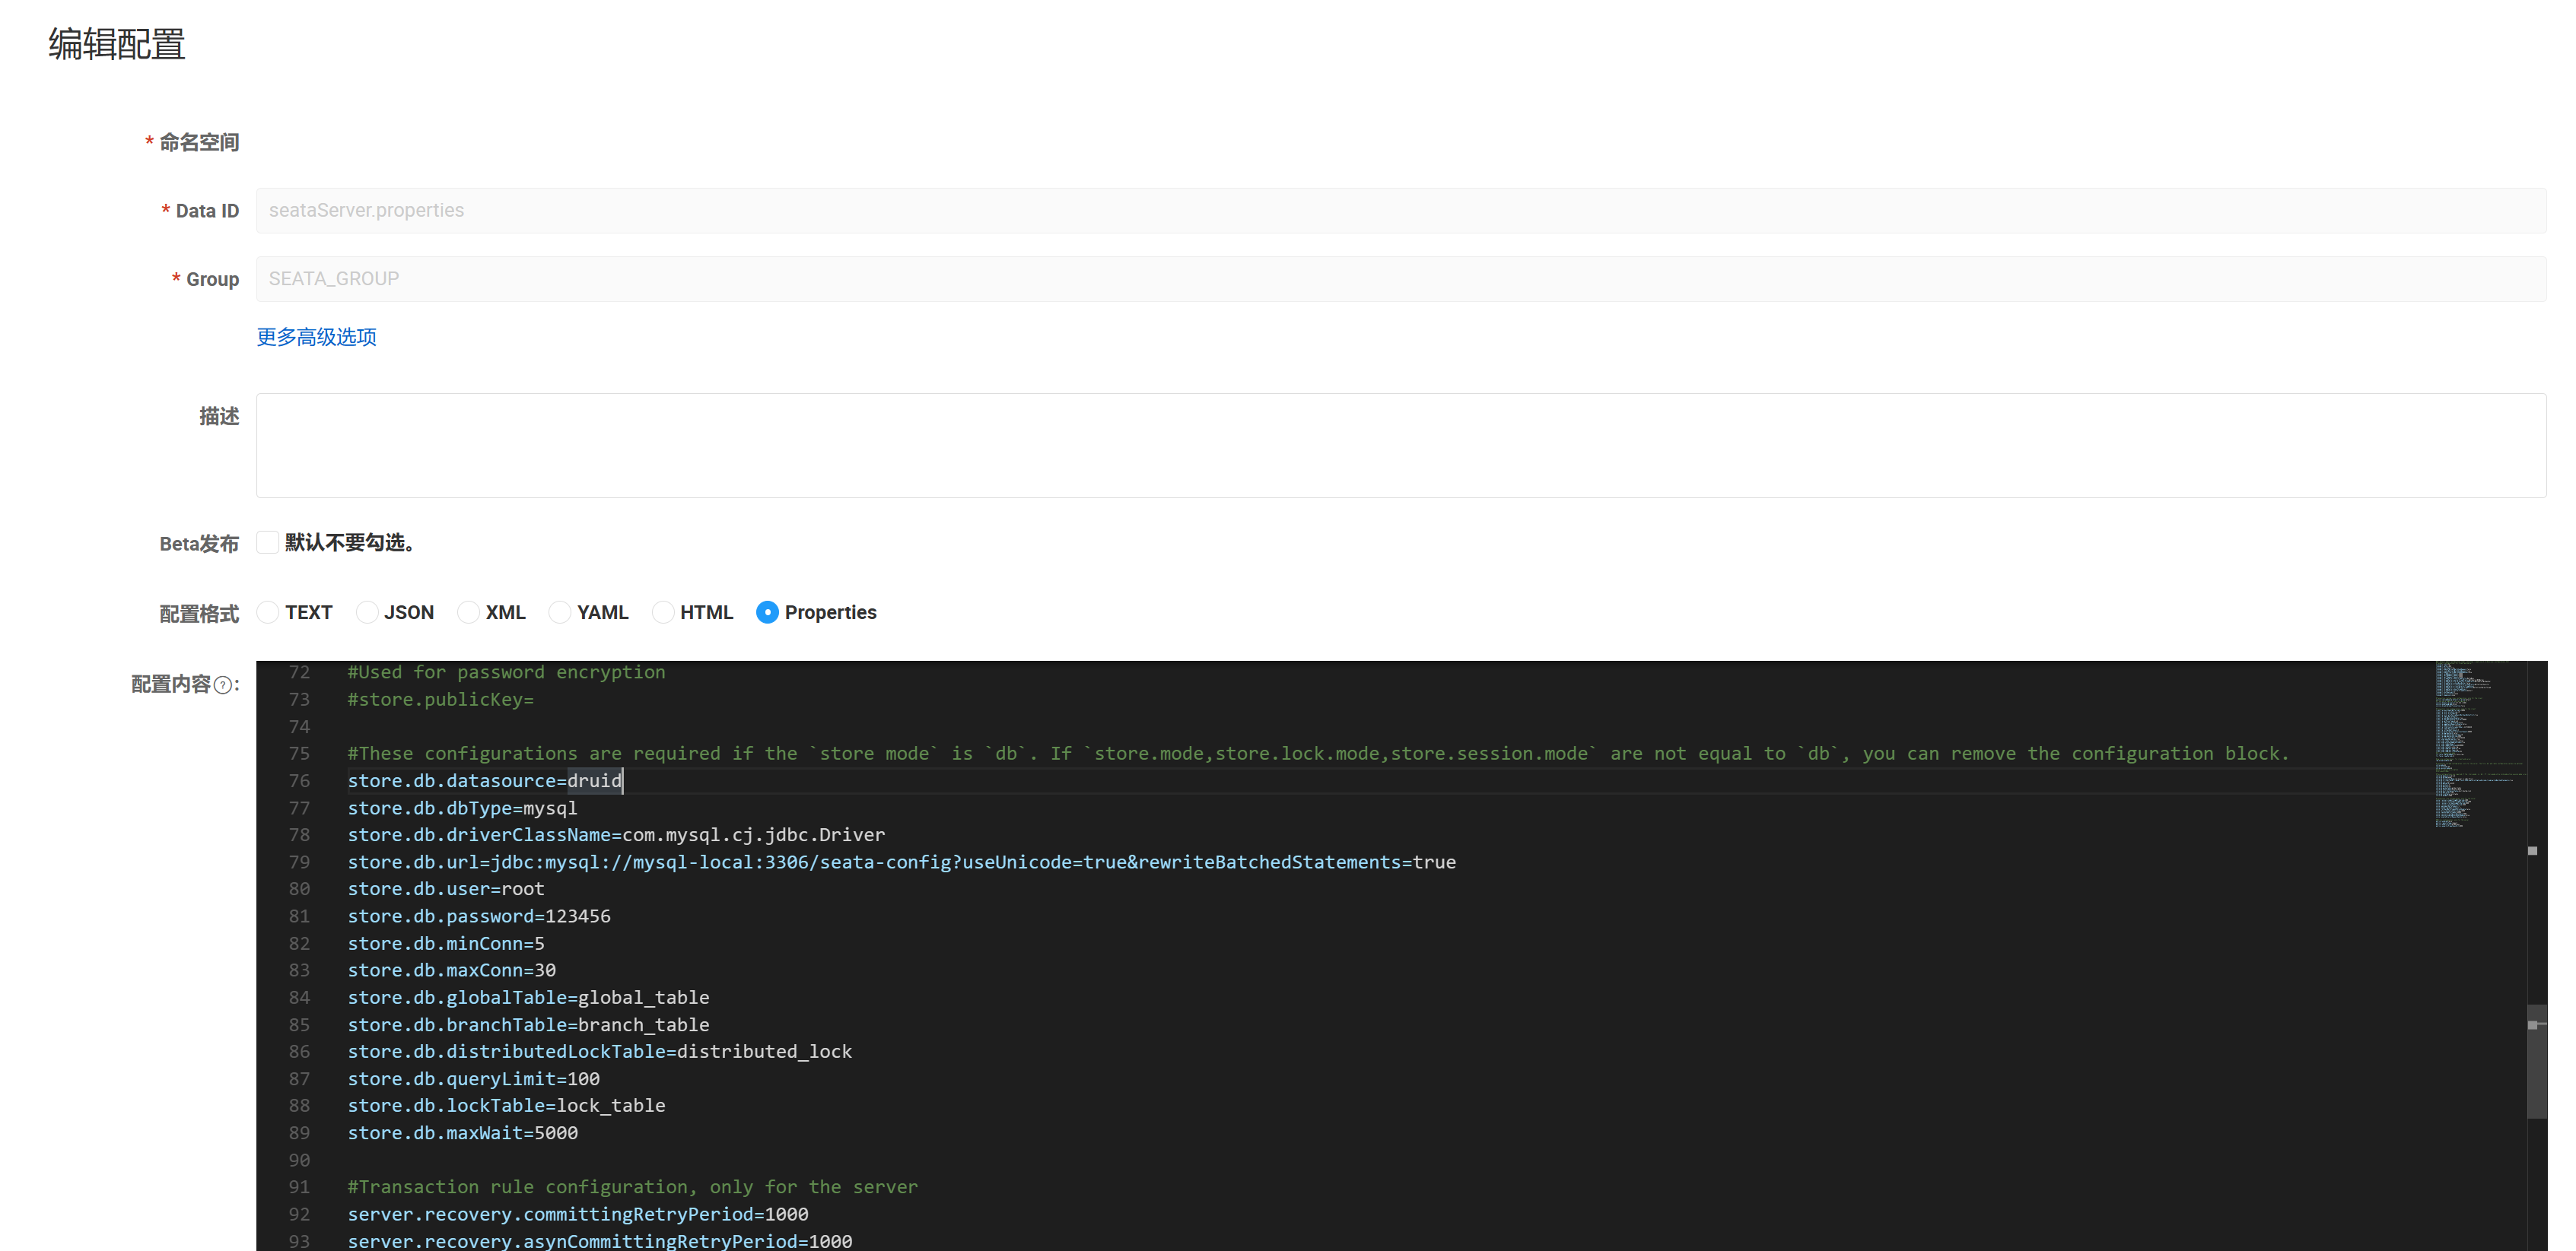 编辑配置
* 命名空间
* Data ID seataServer.properties
* Group SEATA_GROUP
更多高级选项
描述
Beta发布 默认不要勾选。
配置格式 TEXT JSON XML YAML HTML Properties
配置内容?:
72 #Used for password encryption
73 #store.publicKey=
74
75 #These configurations are required if the `store mode` is `db`. If `store.mode,store.lock.mode,store.session.mode` are not equal to `db`, you can remove the configuration block.
76 store.db.datasource=druid
77 store.db.dbType=mysql
78 store.db.driverClassName=com.mysql.cj.jdbc.Driver
79 store.db.url=jdbc:mysql://mysql-local:3306/seata-config?useUnicode=true&rewriteBatchedStatements=true
80 store.db.user=root
81 store.db.password=123456
82 store.db.minConn=5
83 store.db.maxConn=30
84 store.db.globalTable=global_table
85 store.db.branchTable=branch_table
86 store.db.distributedLockTable=distributed_lock
87 store.db.queryLimit=100
88 store.db.lockTable=lock_table
89 store.db.maxWait=5000
90
91 #Transaction rule configuration, only for the server
92 server.recovery.committingRetryPeriod=1000
93 server.recovery.asynCommittingRetryPeriod=1000